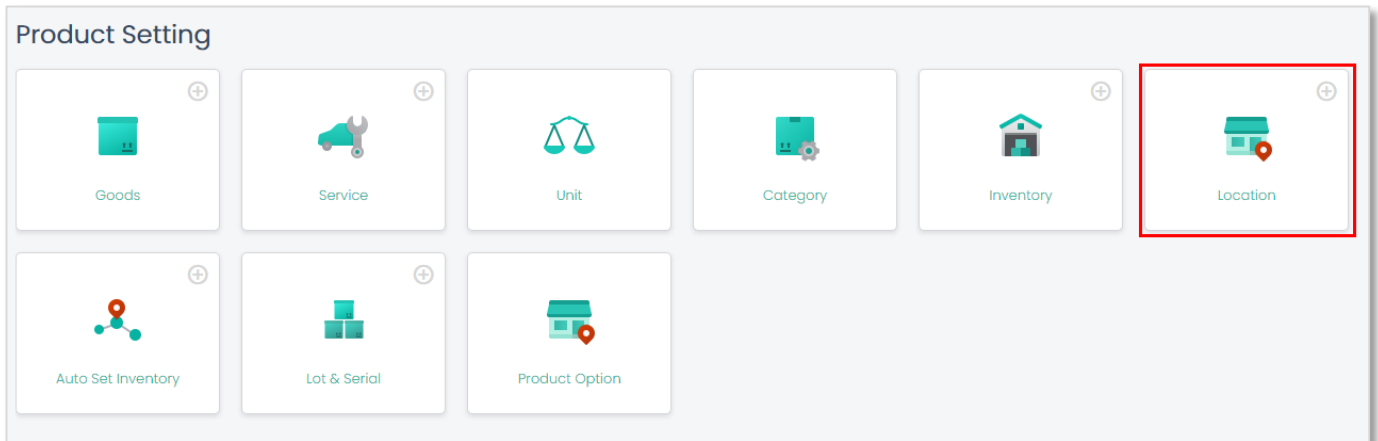 Product Setting
Goods
Service
Unit
Category
Inventory
Location
Auto Set Inventory
Lot & Serial
Product Option